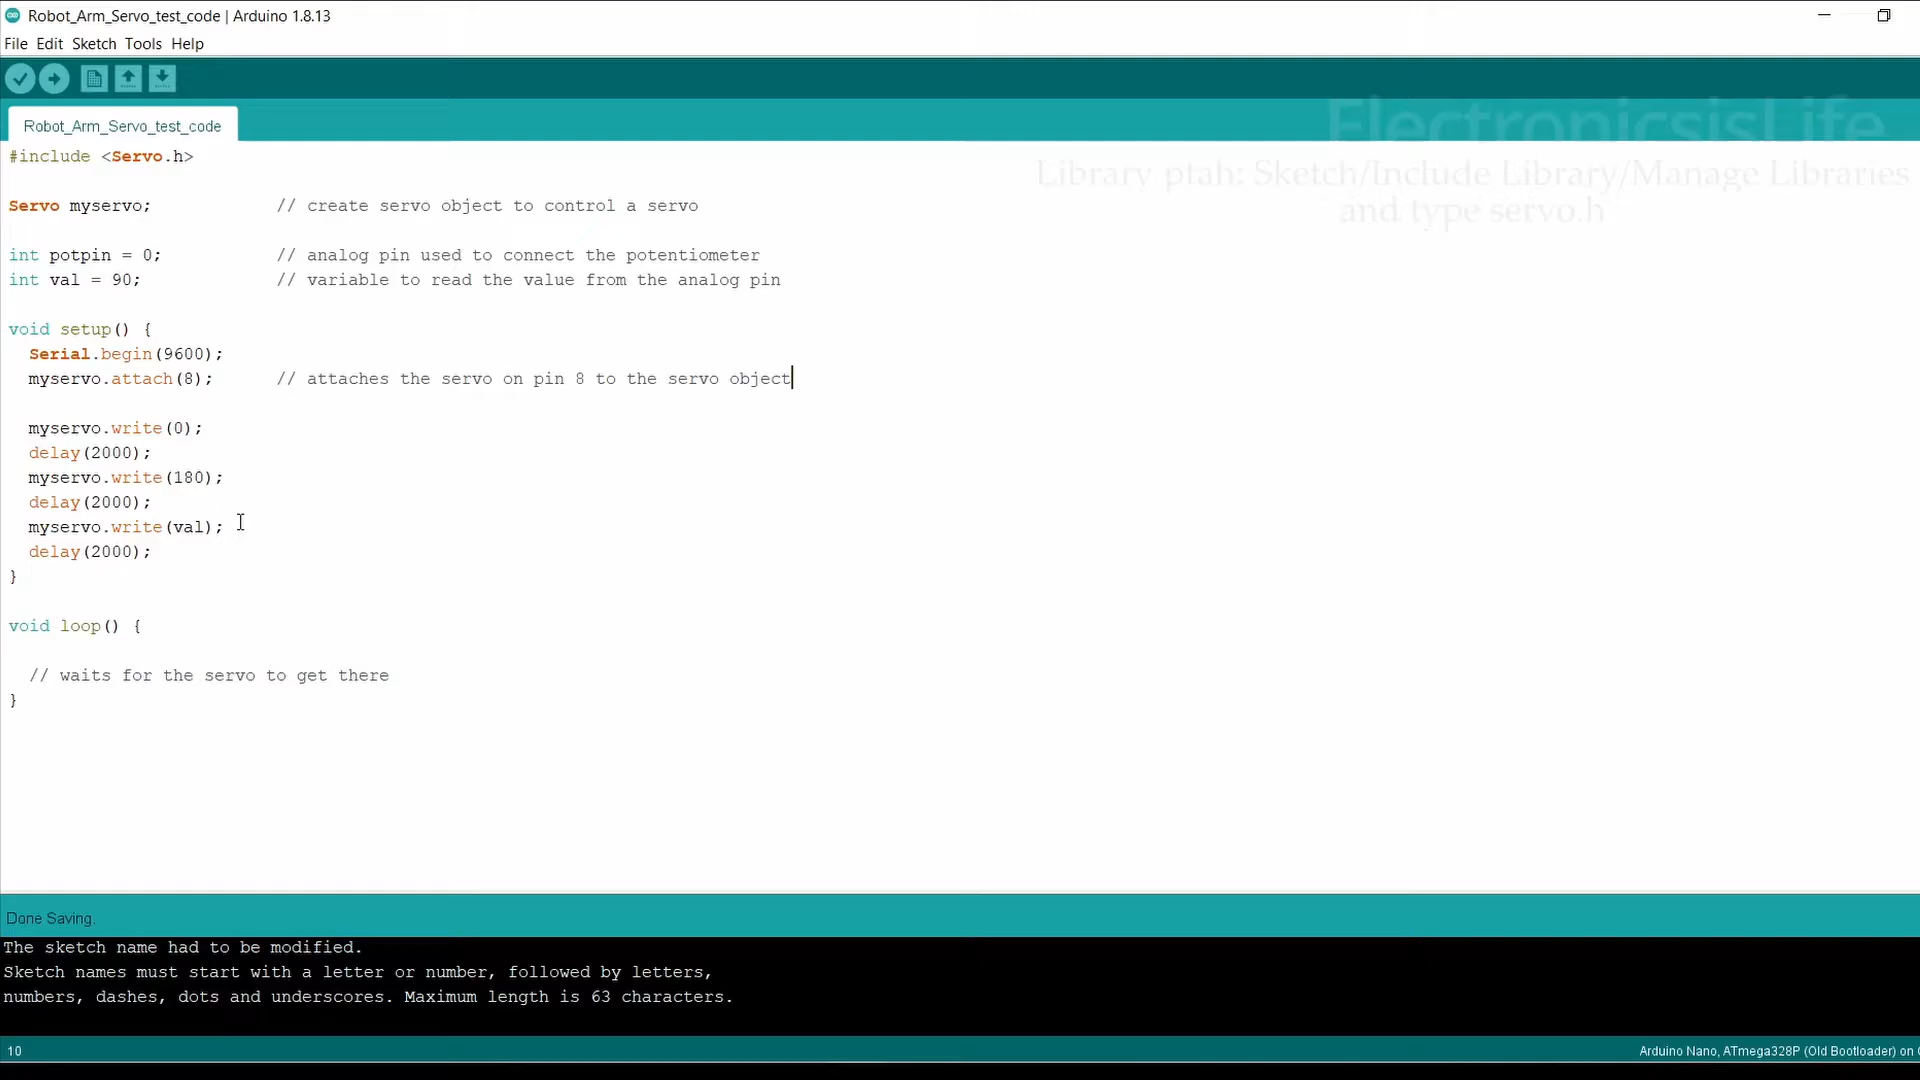 Robot_Arm_Servo_test_code | Arduino 1.8.13
File Edit Sketch Tools Help
Robot_Arm_Servo_test_code
ElectronicsisLife
Library ptah: Sketch/Include Library/Manage Libraries
and type servo.h
#include <Servo.h>
Servo myservo; // create servo object to control a servo
int potpin = 0; // analog pin used to connect the potentiometer
int val = 90; // variable to read the value from the analog pin
void setup() {
Serial.begin(9600);
myservo.attach(8); // attaches the servo on pin 8 to the servo object
myservo.write(0);
delay(2000);
myservo.write(180);
delay(2000);
myservo.write(val);
delay(2000);
}
void loop() {
// waits for the servo to get there
}
Done Saving.
The sketch name had to be modified.
Sketch names must start with a letter or number, followed by letters,
numbers, dashes, dots and underscores. Maximum length is 63 characters.
10
Arduino Nano, ATmega328P (Old Bootloader) on